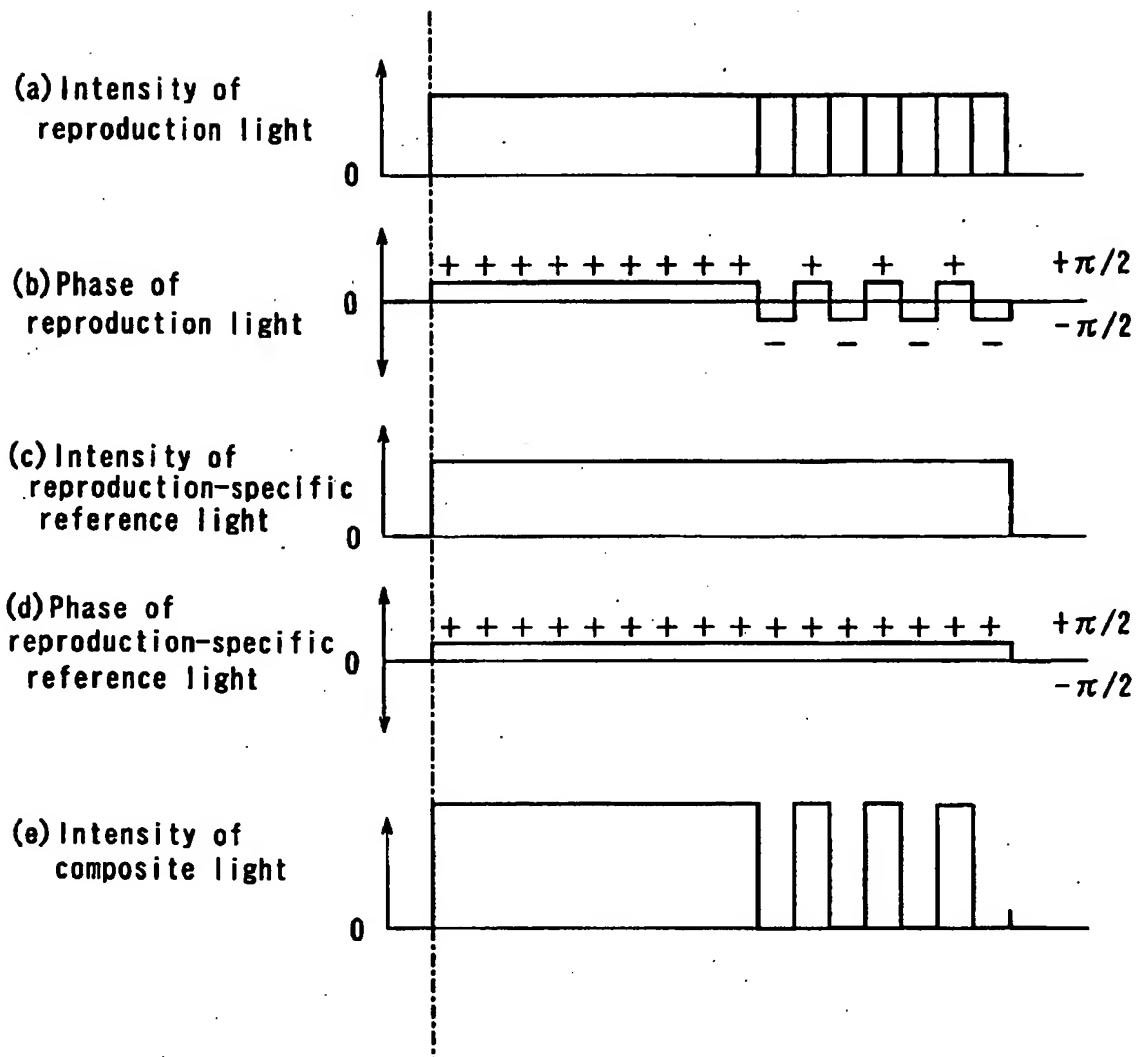 (a) Intensity of
reproduction light
0
+ + + + + + + + + + + + +π/2
(b) Phase of
reproduction light
0
-π/2
- - - -
(c) Intensity of
reproduction-specific
reference light
0
(d) Phase of
reproduction-specific
reference light
+ + + + + + + + + + + + + + + + +π/2
0
-π/2
(e) Intensity of
composite light
0